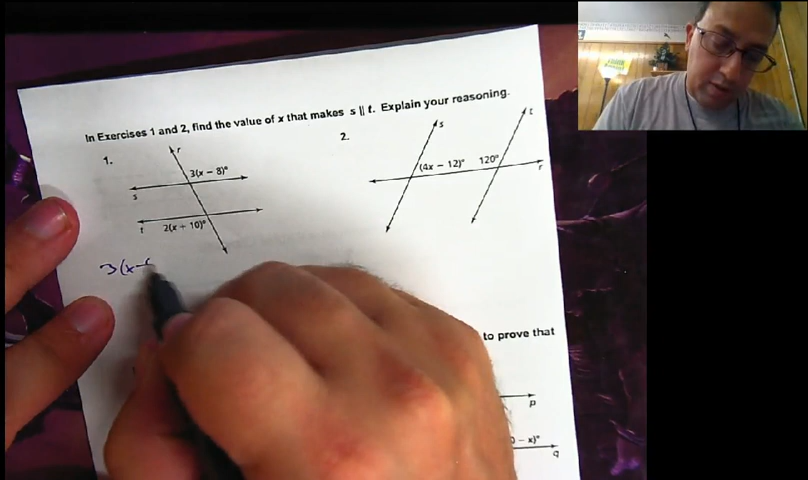 In Exercises 1 and 2, find the value of x that makes s || t. Explain your reasoning.
1.
r
3(x − 8)°
s
t
2(x + 10)°
2.
s
t
(4x − 12)°
120°
r
3(x-
to prove that
p
− x)°
q